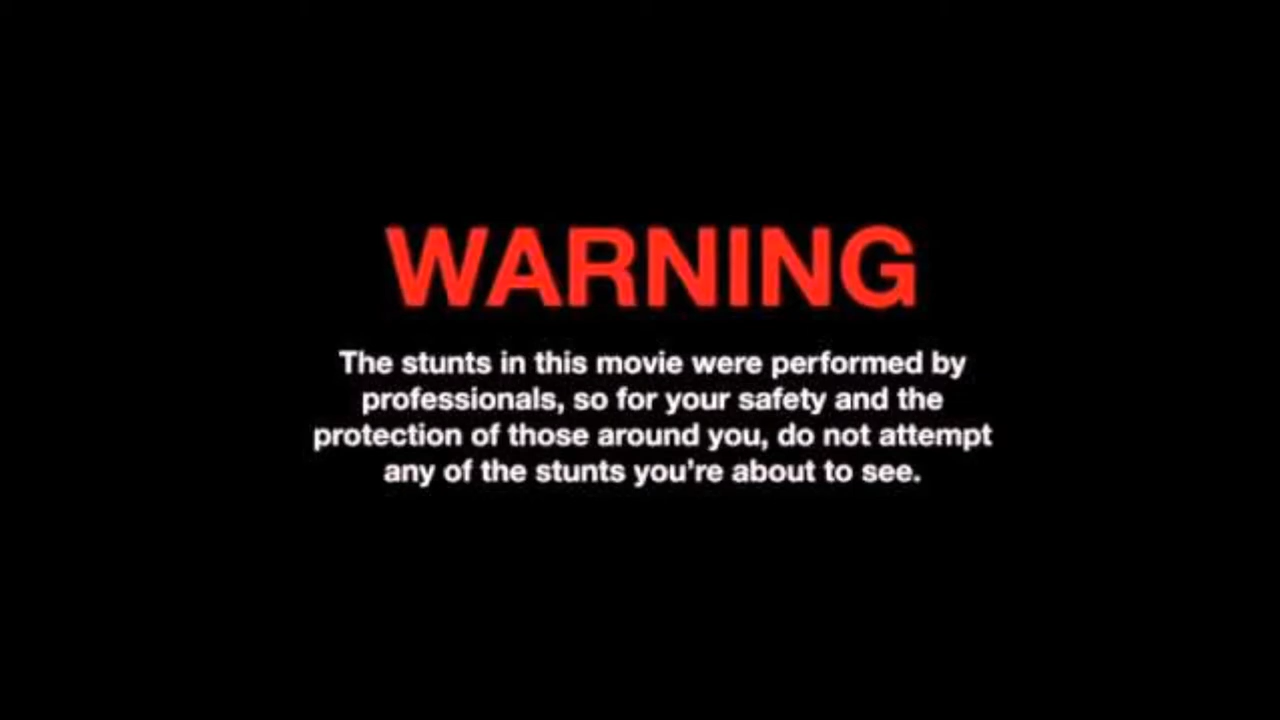 WARNING
The stunts in this movie were performed by
professionals, so for your safety and the
protection of those around you, do not attempt
any of the stunts you're about to see.